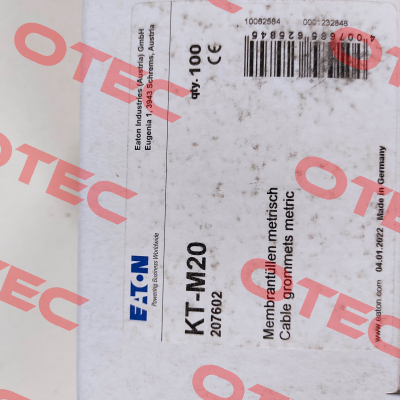 Eaton Industries (Austria) GmbH
Eugenia 1, 3943 Schrems, Austria
qty. 100
CE
10062684
0001232848
4007685625845
EATON
Powering Business Worldwide
KT-M20
207602
Membrantüllen metrisch
Cable grommets metric
www.eaton.com 04.01.2022 Made in Germany
OTEC
OTEC
OTEC
OTEC
OTEC
OTEC
OTEC